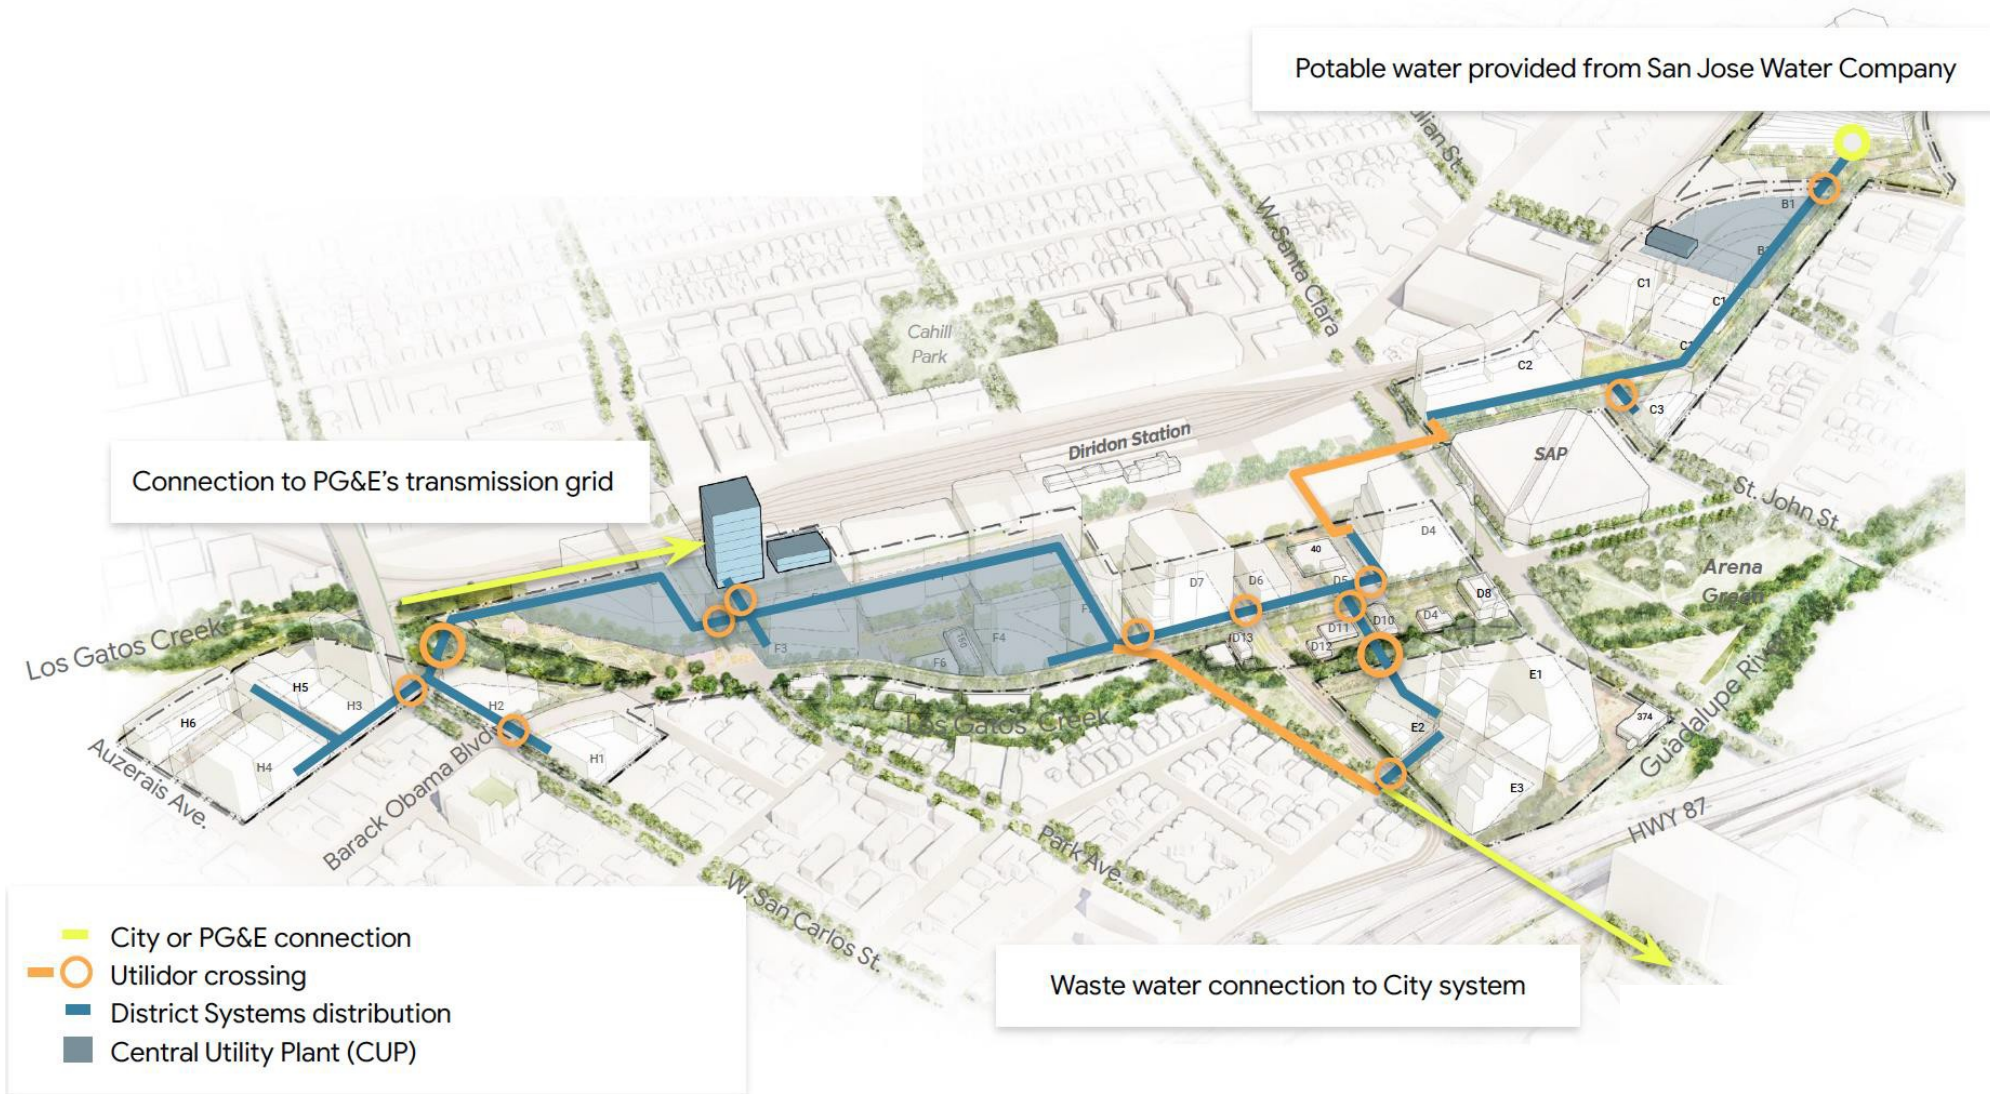 Potable water provided from San Jose Water Company
W Santa Clara
B1
C1
Cahill
Park
C2
C3
Diridon Station
SAP
St. John St.
Connection to PG&E's transmission grid
40
D4
D7
D6
D5
D8
Arena
Green
Los Gatos Creek
F3
F4
F6
D13
D11
D10
D4
D12
E1
H5
H3
H6
H2
H4
H1
Los Gatos Creek
E2
374
E3
Guadalupe River
Auzerais Ave.
Barack Obama Blvd
Park Ave.
HWY 87
W. San Carlos St.
City or PG&E connection
Utilidor crossing
District Systems distribution
Central Utility Plant (CUP)
Waste water connection to City system